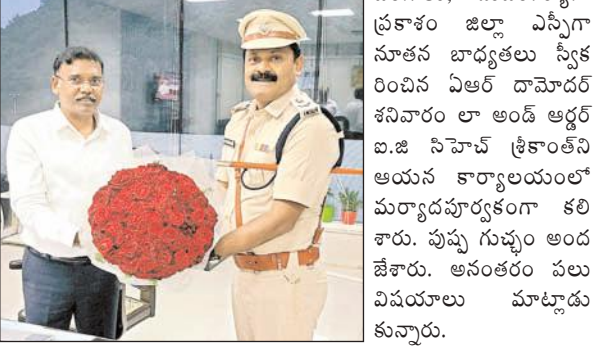 ప్రకాశం జిల్లా ఎస్పీగా
నూతన బాధ్యతలు స్వీక
రించిన ఏఆర్ దామోదర్
శనివారం లా అండ్ ఆర్డర్
ఐ.జి సిహెచ్ శ్రీకాంత్‌ని
ఆయన కార్యాలయంలో
మర్యాదపూర్వకంగా కలి
శారు. పుష్ప గుచ్ఛం అంద
జేశారు. అనంతరం పలు
విషయాలు మాట్లాడు
కున్నారు.